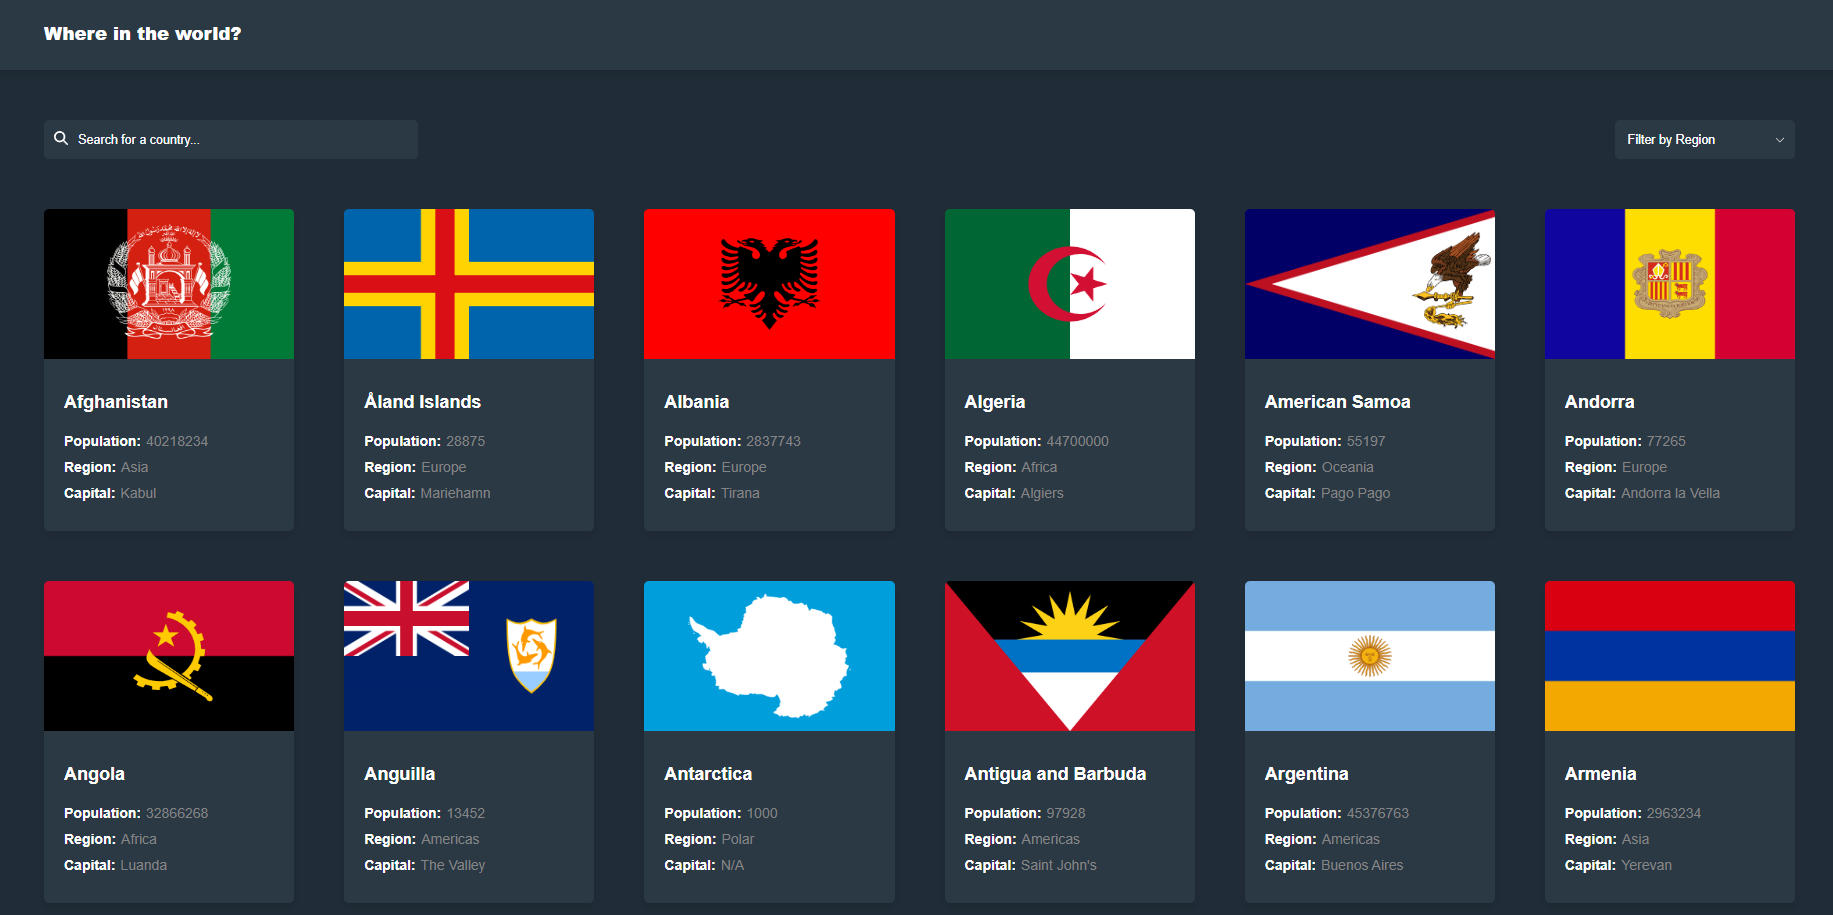 Where in the world?
Search for a country...
Filter by Region
Afghanistan
Population: 40218234
Region: Asia
Capital: Kabul
Åland Islands
Population: 28875
Region: Europe
Capital: Mariehamn
Albania
Population: 2837743
Region: Europe
Capital: Tirana
Algeria
Population: 44700000
Region: Africa
Capital: Algiers
American Samoa
Population: 55197
Region: Oceania
Capital: Pago Pago
Andorra
Population: 77265
Region: Europe
Capital: Andorra la Vella
Angola
Population: 32866268
Region: Africa
Capital: Luanda
Anguilla
Population: 13452
Region: Americas
Capital: The Valley
Antarctica
Population: 1000
Region: Polar
Capital: N/A
Antigua and Barbuda
Population: 97928
Region: Americas
Capital: Saint John's
Argentina
Population: 45376763
Region: Americas
Capital: Buenos Aires
Armenia
Population: 2963234
Region: Asia
Capital: Yerevan